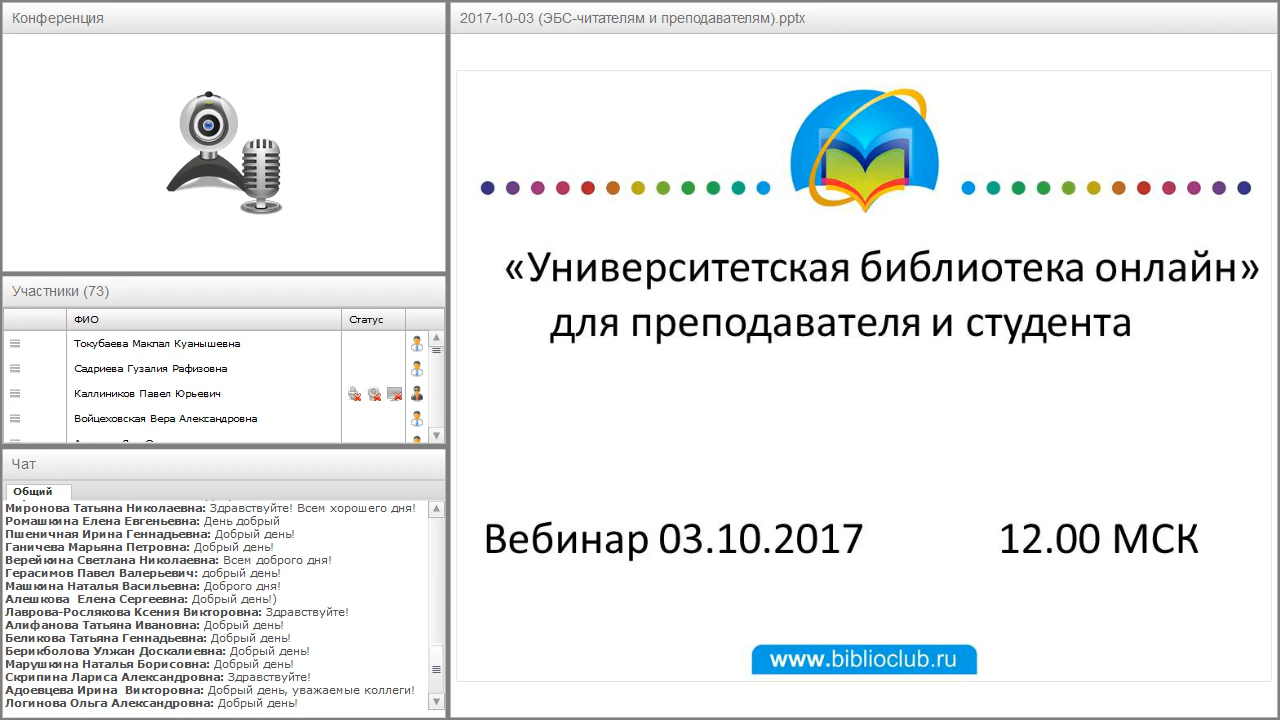 Конференция
Участники (73)
ФИО Статус
Токубаева Макпал Куанышевна
Садриева Гузалия Рафизовна
Каллиников Павел Юрьевич
Войцеховская Вера Александровна
Чат
Общий
Миронова Татьяна Николаевна: Здравствуйте! Всем хорошего дня!
Ромашкина Елена Евгеньевна: День добрый
Пшеничная Ирина Геннадьевна: Добрый день!
Ганичева Марьяна Петровна: Добрый день!
Верейкина Светлана Николаевна: Всем доброго дня!
Герасимов Павел Валерьевич: добрый день!
Машкина Наталья Васильевна: Доброго дня!
Алешкова  Елена Сергеевна: Добрый день!)
Лаврова-Рослякова Ксения Викторовна: Здравствуйте!
Алифанова Татьяна Ивановна: Добрый день!
Беликова Татьяна Геннадьевна: Добрый день!
Берикболова Улжан Доскалиевна: Добрый день!
Марушкина Наталья Борисовна: Добрый день!
Скрипина Лариса Александровна: Здравствуйте!
Адоевцева Ирина  Викторовна: Добрый день, уважаемые коллеги!
Логинова Ольга Александровна: Добрый день!
2017-10-03 (ЭБС-читателям и преподавателям).pptx
«Университетская библиотека онлайн»
для преподавателя и студента
Вебинар 03.10.2017 12.00 МСК
www.biblioclub.ru